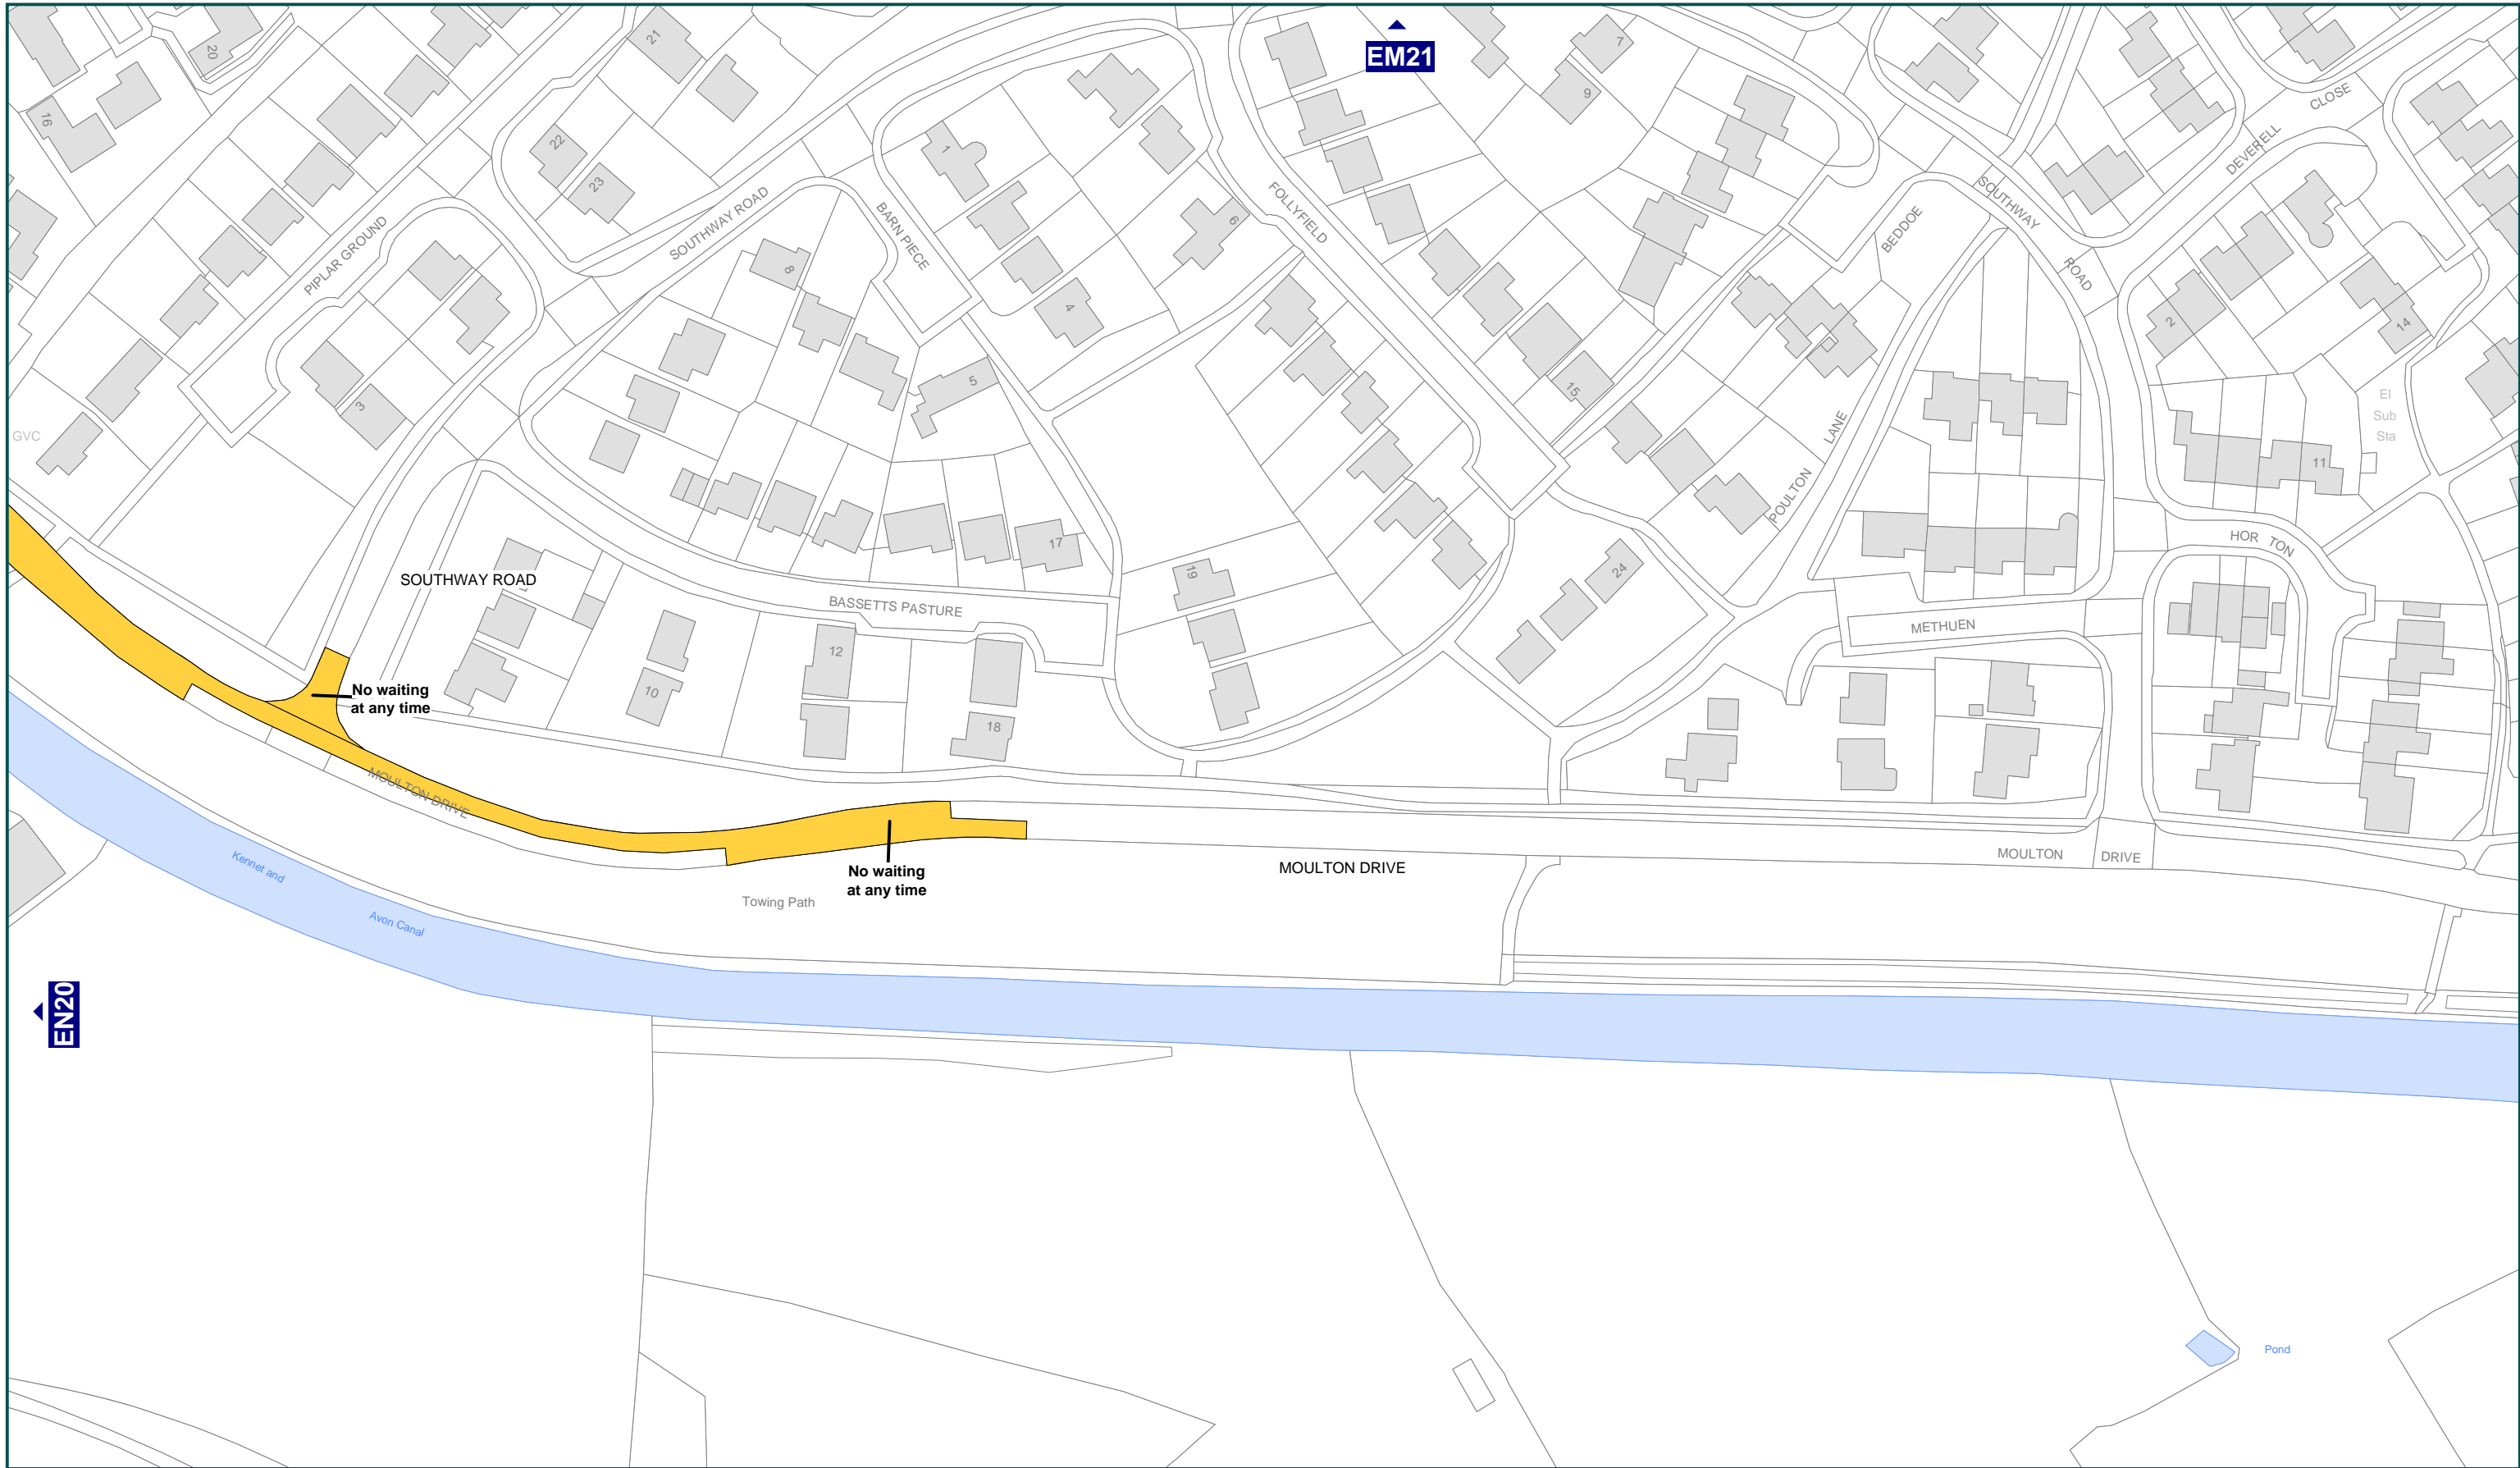 EM21
20
21
7
9
16
22
23
1
CLOSE
DEVERELL
SOUTHWAY ROAD
BARN PIECE
FOLLYFIELD
SOUTHWAY
ROAD
BEDDOE
PIPLAR GROUND
6
8
4
2
14
5
15
3
GVC
POULTON
LANE
El
Sub
Sta
11
17
HOR TON
19
24
SOUTHWAY ROAD
BASSETTS PASTURE
METHUEN
12
10
18
No waiting
at any time
MOULTON DRIVE
No waiting
at any time
MOULTON DRIVE
MOULTON DRIVE
Towing Path
Kennet and
Avon Canal
EN20
Pond